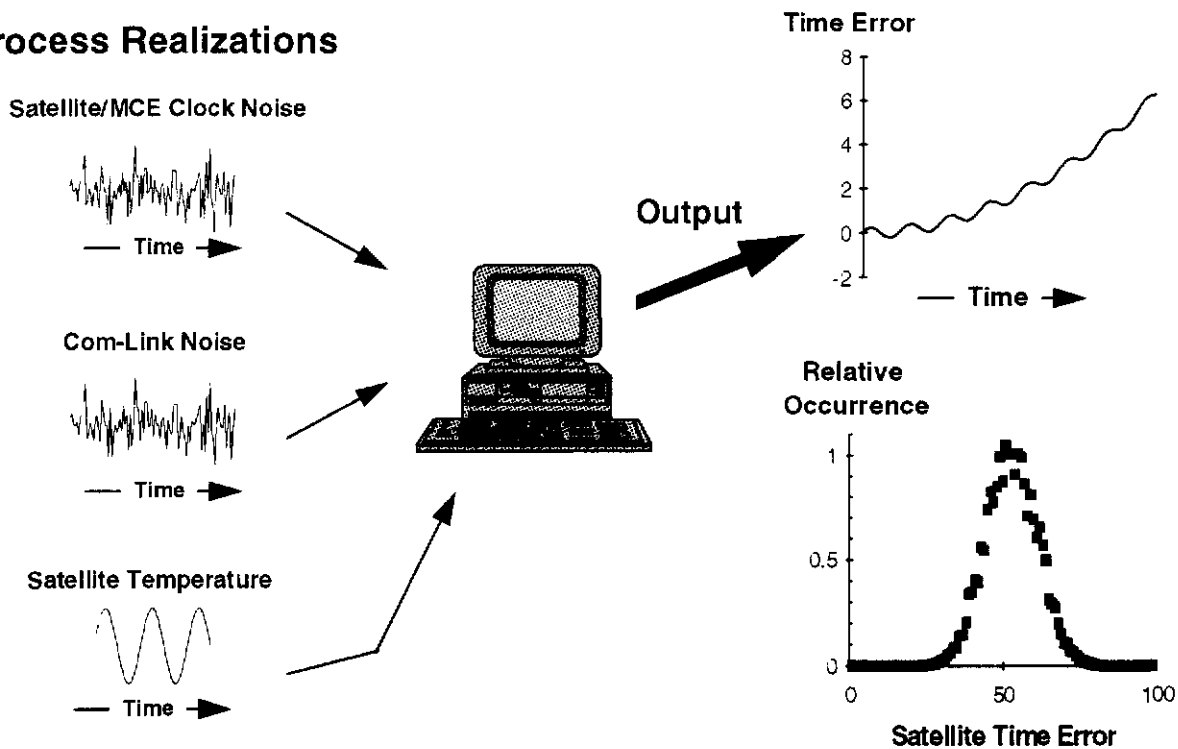 rocess Realizations
Satellite/MCE Clock Noise
Time
Com-Link Noise
Time
Satellite Temperature
Time
Output
Time Error
8
6
4
2
0
-2
Time
Relative
Occurrence
1
0.5
0
0
50
100
Satellite Time Error